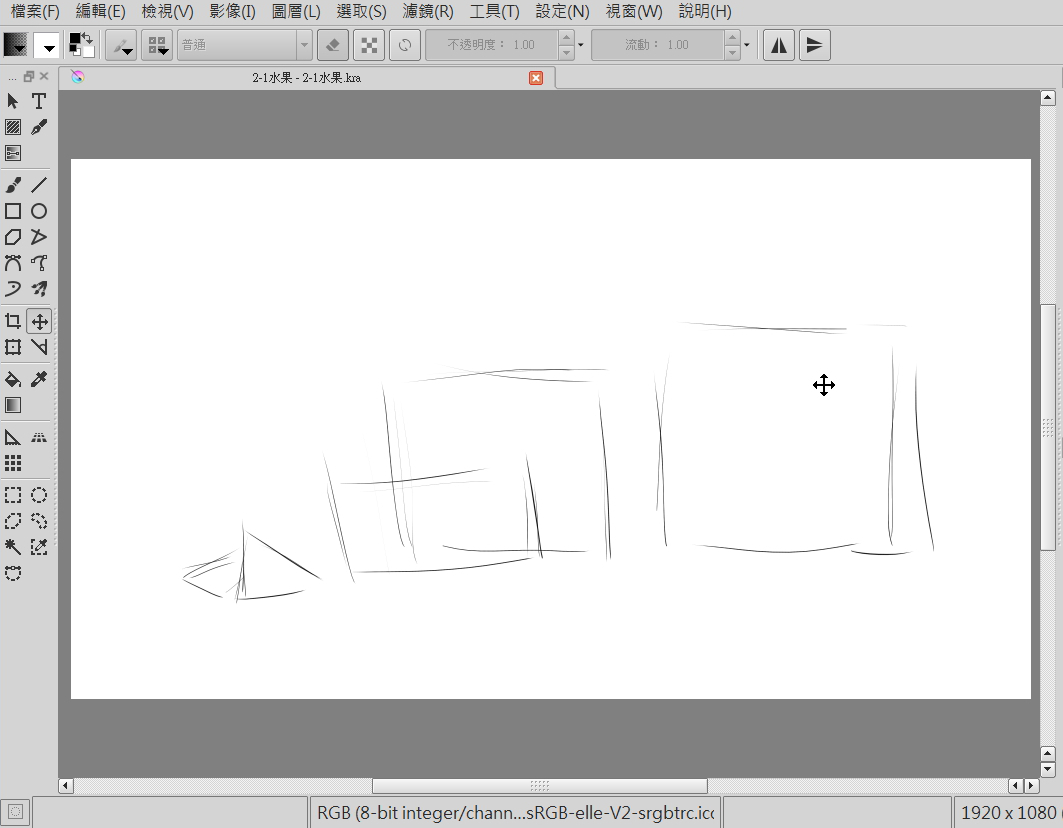 檔案(F) 編輯(E) 檢視(V) 影像(I) 圖層(L) 選取(S) 濾鏡(R) 工具(T) 設定(N) 視窗(W) 說明(H)
普通 不透明度： 1.00 流動： 1.00
... 2-1水果 - 2-1水果.kra
RGB (8-bit integer/chann...sRGB-elle-V2-srgbtrc.icc 1920 x 1080